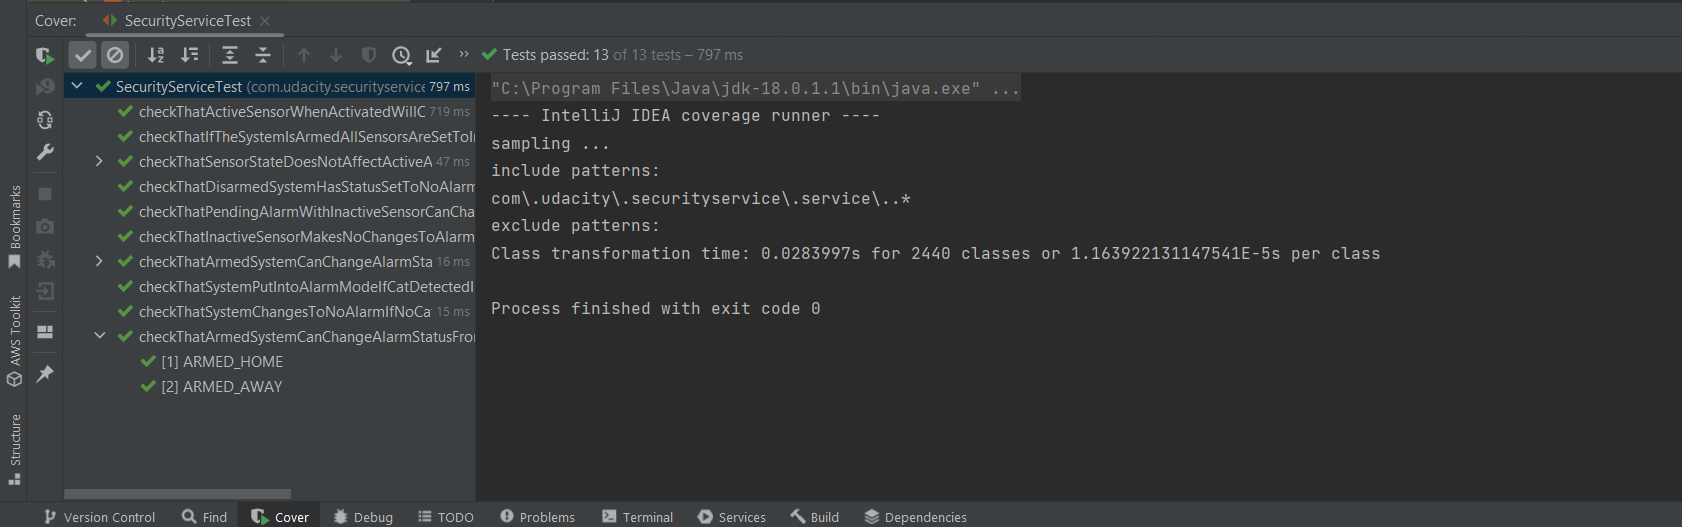 Cover: SecurityServiceTest
Tests passed: 13 of 13 tests – 797 ms
SecurityServiceTest (com.udacity.securityservice 797 ms
checkThatActiveSensorWhenActivatedWillC 719 ms
checkThatIfTheSystemIsArmedAllSensorsAreSetToIn
checkThatSensorStateDoesNotAffectActiveA 47 ms
checkThatDisarmedSystemHasStatusSetToNoAlarm
checkThatPendingAlarmWithInactiveSensorCanCha
checkThatInactiveSensorMakesNoChangesToAlarm
checkThatArmedSystemCanChangeAlarmSta 16 ms
checkThatSystemPutIntoAlarmModeIfCatDetectedI
checkThatSystemChangesToNoAlarmIfNoCa 15 ms
checkThatArmedSystemCanChangeAlarmStatusFro
[1] ARMED_HOME
[2] ARMED_AWAY
"C:\Program Files\Java\jdk-18.0.1.1\bin\java.exe" ...
---- IntelliJ IDEA coverage runner ----
sampling ...
include patterns:
com\.udacity\.securityservice\.service\..*
exclude patterns:
Class transformation time: 0.0283997s for 2440 classes or 1.163922131147541E-5s per class
Process finished with exit code 0
Bookmarks
AWS Toolkit
Structure
Version Control Find Cover Debug TODO Problems Terminal Services Build Dependencies